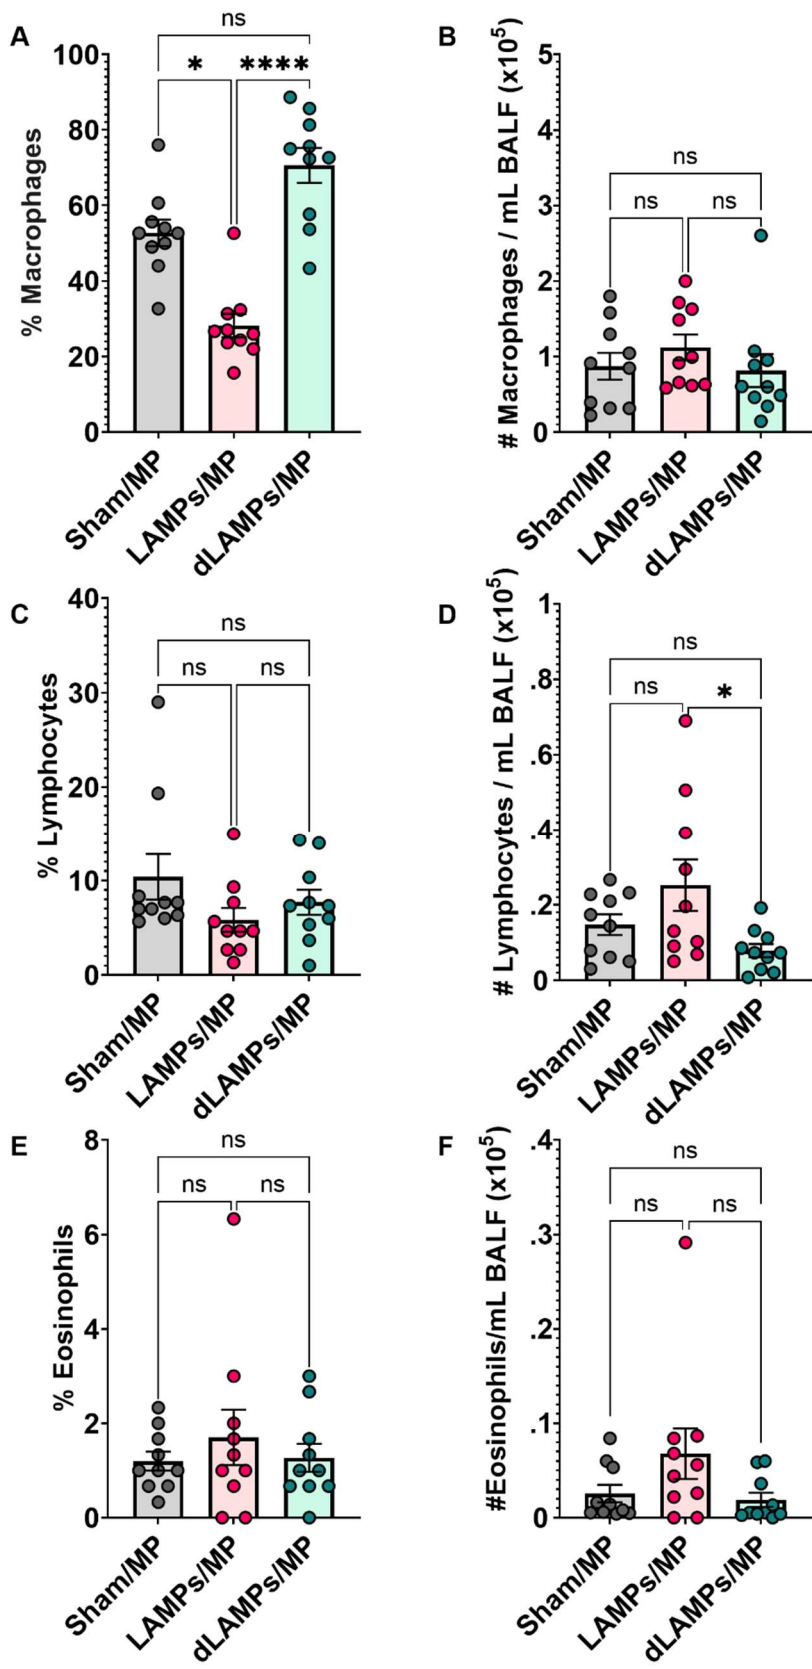 A
% Macrophages
100
80
60
40
20
0
ns
* ****
Sham/MP
LAMPs/MP
dLAMPs/MP
B
# Macrophages / mL BALF (x10⁵)
5
4
3
2
1
0
ns
ns ns
Sham/MP
LAMPs/MP
dLAMPs/MP
C
% Lymphocytes
40
30
20
10
0
ns
ns ns
Sham/MP
LAMPs/MP
dLAMPs/MP
D
# Lymphocytes / mL BALF (x10⁵)
1
.8
.6
.4
.2
0
ns
ns *
Sham/MP
LAMPs/MP
dLAMPs/MP
E
% Eosinophils
8
6
4
2
0
ns
ns ns
Sham/MP
LAMPs/MP
dLAMPs/MP
F
#Eosinophils/mL BALF (x10⁵)
.4
.3
.2
.1
0
ns
ns ns
Sham/MP
LAMPs/MP
dLAMPs/MP